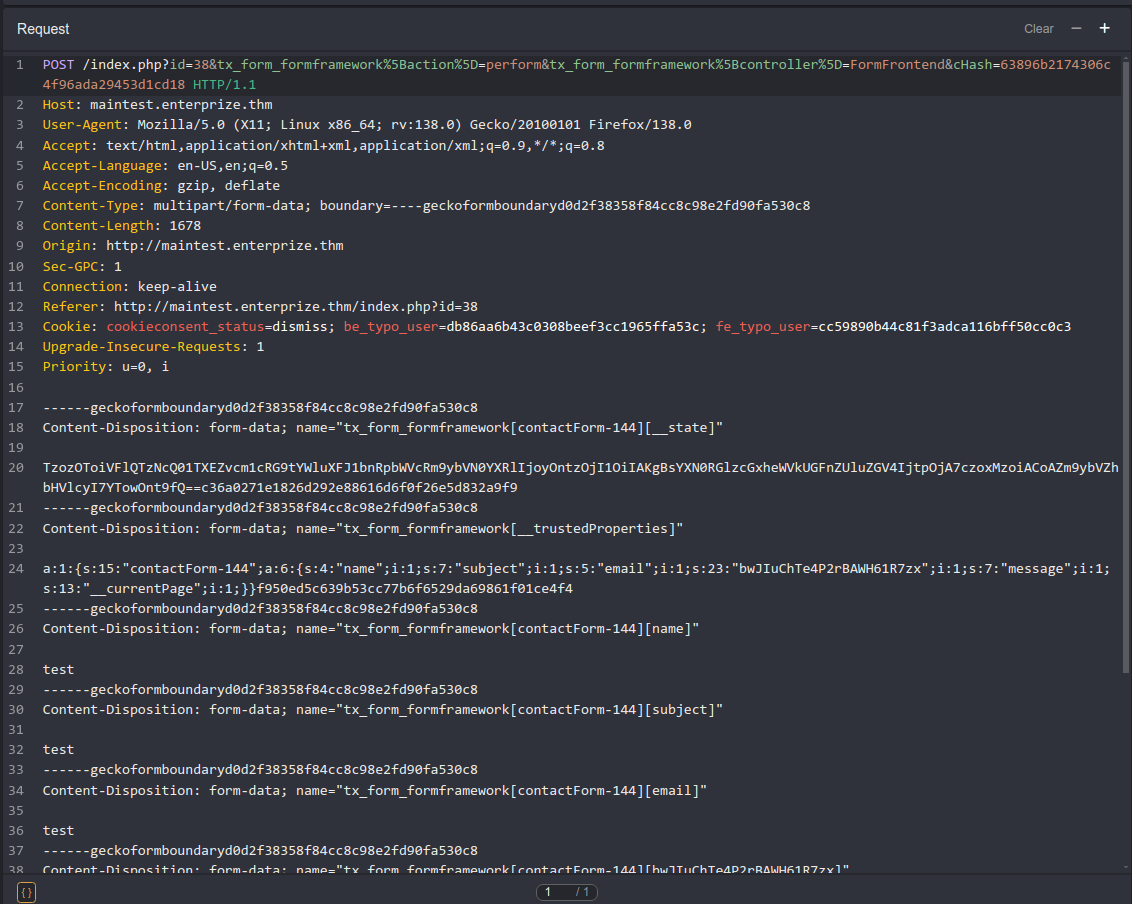 Request
Clear − +
1 POST /index.php?id=38&tx_form_formframework%5Baction%5D=perform&tx_form_formframework%5Bcontroller%5D=FormFrontend&cHash=63896b2174306c
4f96ada29453d1cd18 HTTP/1.1
2 Host: maintest.enterprize.thm
3 User-Agent: Mozilla/5.0 (X11; Linux x86_64; rv:138.0) Gecko/20100101 Firefox/138.0
4 Accept: text/html,application/xhtml+xml,application/xml;q=0.9,*/*;q=0.8
5 Accept-Language: en-US,en;q=0.5
6 Accept-Encoding: gzip, deflate
7 Content-Type: multipart/form-data; boundary=----geckoformboundaryd0d2f38358f84cc8c98e2fd90fa530c8
8 Content-Length: 1678
9 Origin: http://maintest.enterprize.thm
10 Sec-GPC: 1
11 Connection: keep-alive
12 Referer: http://maintest.enterprize.thm/index.php?id=38
13 Cookie: cookieconsent_status=dismiss; be_typo_user=db86aa6b43c0308beef3cc1965ffa53c; fe_typo_user=cc59890b44c81f3adca116bff50cc0c3
14 Upgrade-Insecure-Requests: 1
15 Priority: u=0, i
16
17 ------geckoformboundaryd0d2f38358f84cc8c98e2fd90fa530c8
18 Content-Disposition: form-data; name="tx_form_formframework[contactForm-144][__state]"
19
20 TzozOToiVFlQTzNcQ01TXEZvcm1cRG9tYWluXFJ1bnRpbWVcRm9ybVN0YXRlIjoyOntzOjI1OiIAKgBsYXN0RGlzcGxheWVkUGFnZUluZGV4IjtpOjA7czoxMzoiACoAZm9ybVZh
bHVlcyI7YTowOnt9fQ==c36a0271e1826d292e88616d6f0f26e5d832a9f9
21 ------geckoformboundaryd0d2f38358f84cc8c98e2fd90fa530c8
22 Content-Disposition: form-data; name="tx_form_formframework[__trustedProperties]"
23
24 a:1:{s:15:"contactForm-144";a:6:{s:4:"name";i:1;s:7:"subject";i:1;s:5:"email";i:1;s:23:"bwJIuChTe4P2rBAWH61R7zx";i:1;s:7:"message";i:1;
s:13:"__currentPage";i:1;}}f950ed5c639b53cc77b6f6529da69861f01ce4f4
25 ------geckoformboundaryd0d2f38358f84cc8c98e2fd90fa530c8
26 Content-Disposition: form-data; name="tx_form_formframework[contactForm-144][name]"
27
28 test
29 ------geckoformboundaryd0d2f38358f84cc8c98e2fd90fa530c8
30 Content-Disposition: form-data; name="tx_form_formframework[contactForm-144][subject]"
31
32 test
33 ------geckoformboundaryd0d2f38358f84cc8c98e2fd90fa530c8
34 Content-Disposition: form-data; name="tx_form_formframework[contactForm-144][email]"
35
36 test
37 ------geckoformboundaryd0d2f38358f84cc8c98e2fd90fa530c8
38 Content-Disposition: form-data; name="tx_form_formframework[contactForm-144][bwJIuChTe4P2rBAWH61R7zx]"
{} 1 / 1